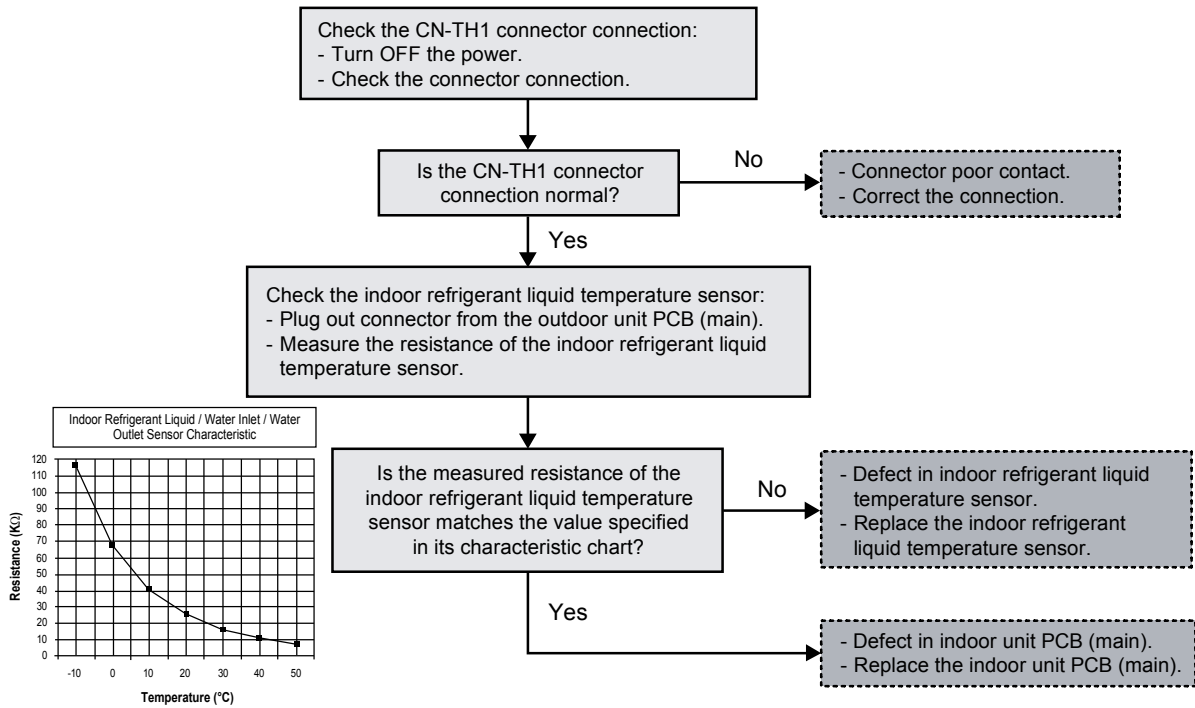 Check the CN-TH1 connector connection:
- Turn OFF the power.
- Check the connector connection.
Is the CN-TH1 connector
connection normal?
No
- Connector poor contact.
- Correct the connection.
Yes
Check the indoor refrigerant liquid temperature sensor:
- Plug out connector from the outdoor unit PCB (main).
- Measure the resistance of the indoor refrigerant liquid
temperature sensor.
Indoor Refrigerant Liquid / Water Inlet / Water
Outlet Sensor Characteristic
Resistance (KΩ)
120
110
100
90
80
70
60
50
40
30
20
10
0
-10 0 10 20 30 40 50
Temperature (°C)
Is the measured resistance of the
indoor refrigerant liquid temperature
sensor matches the value specified
in its characteristic chart?
No
- Defect in indoor refrigerant liquid
temperature sensor.
- Replace the indoor refrigerant
liquid temperature sensor.
Yes
- Defect in indoor unit PCB (main).
- Replace the indoor unit PCB (main).